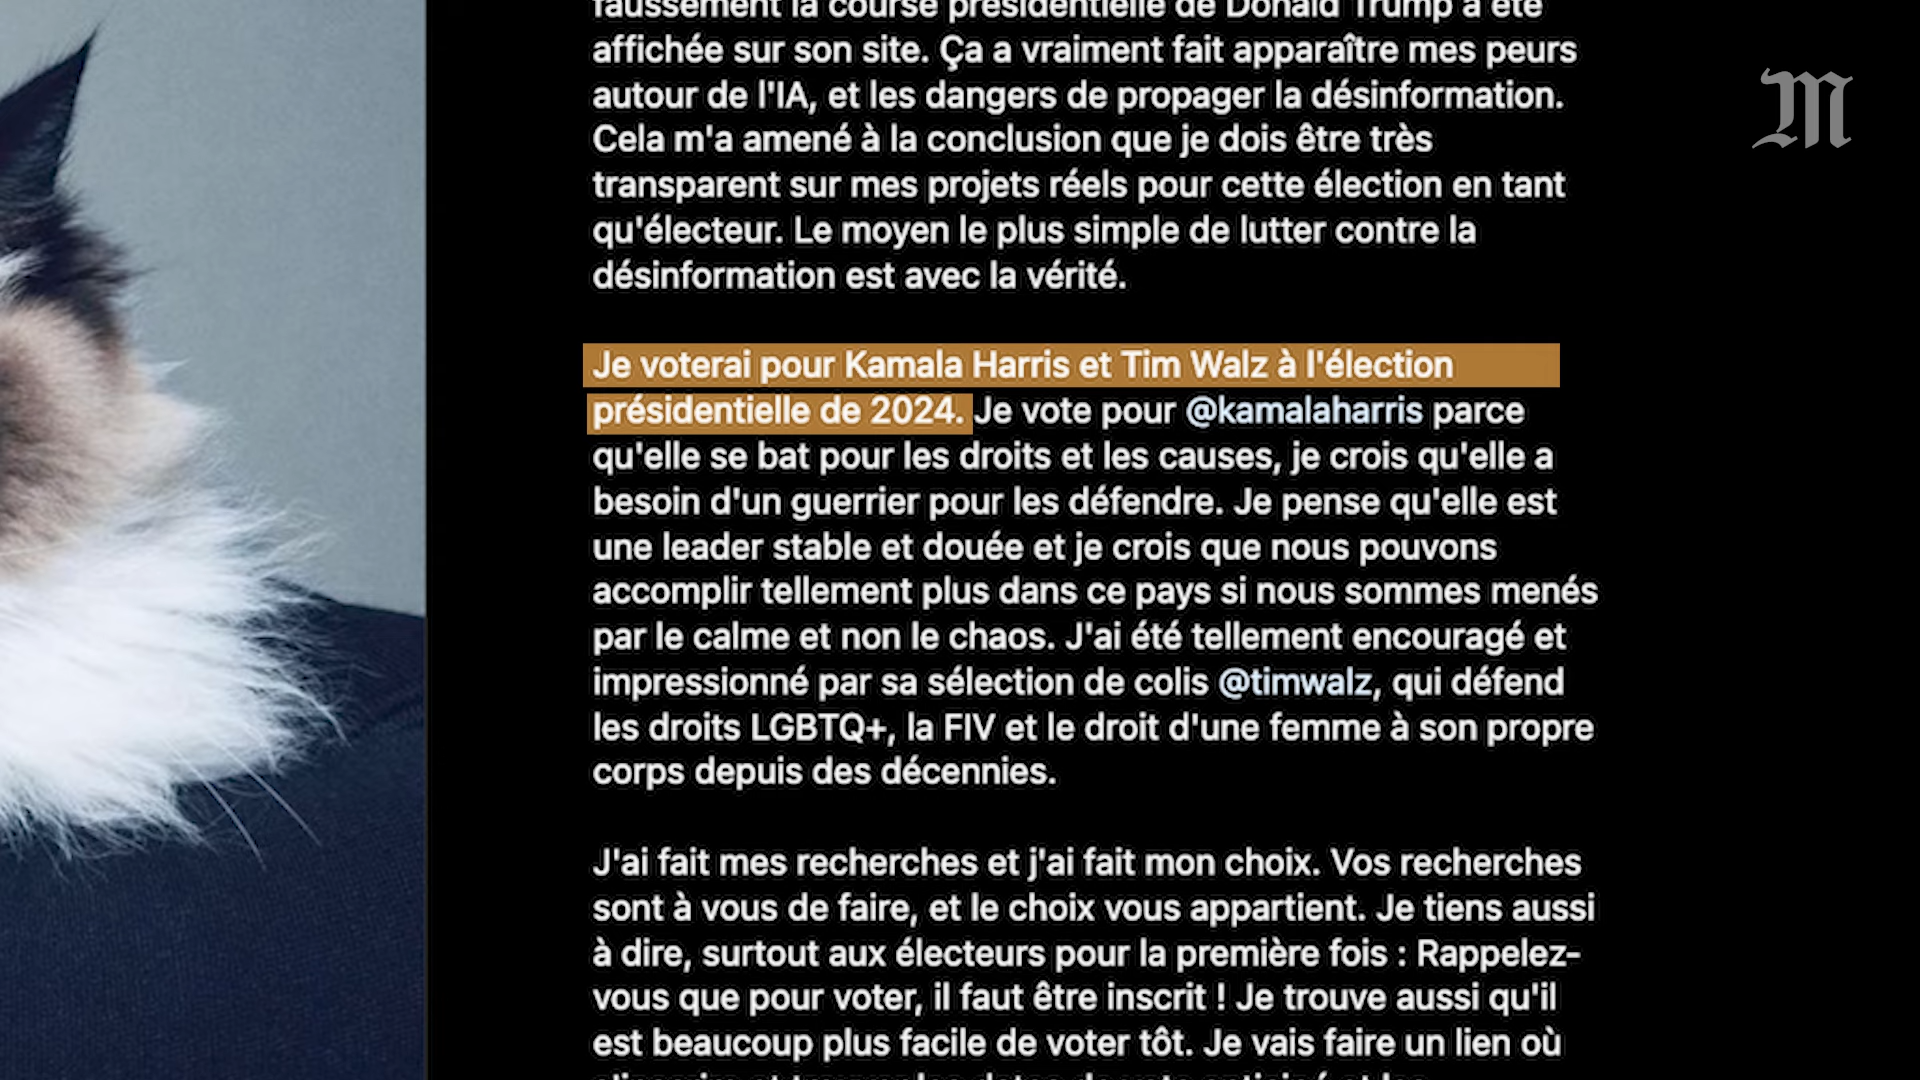 faussement la course présidentielle de Donald Trump a été
affichée sur son site. Ça a vraiment fait apparaître mes peurs
autour de l'IA, et les dangers de propager la désinformation.
Cela m'a amené à la conclusion que je dois être très
transparent sur mes projets réels pour cette élection en tant
qu'électeur. Le moyen le plus simple de lutter contre la
désinformation est avec la vérité.
Je voterai pour Kamala Harris et Tim Walz à l'élection
présidentielle de 2024. Je vote pour @kamalaharris parce
qu'elle se bat pour les droits et les causes, je crois qu'elle a
besoin d'un guerrier pour les défendre. Je pense qu'elle est
une leader stable et douée et je crois que nous pouvons
accomplir tellement plus dans ce pays si nous sommes menés
par le calme et non le chaos. J'ai été tellement encouragé et
impressionné par sa sélection de colis @timwalz, qui défend
les droits LGBTQ+, la FIV et le droit d'une femme à son propre
corps depuis des décennies.
J'ai fait mes recherches et j'ai fait mon choix. Vos recherches
sont à vous de faire, et le choix vous appartient. Je tiens aussi
à dire, surtout aux électeurs pour la première fois : Rappelez-
vous que pour voter, il faut être inscrit ! Je trouve aussi qu'il
est beaucoup plus facile de voter tôt. Je vais faire un lien où
M